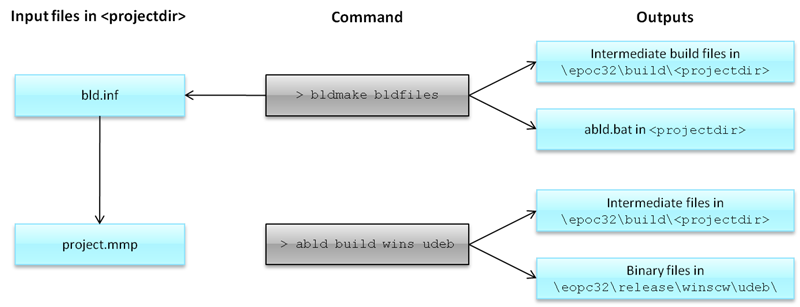 Input files in <projectdir>
Command
Outputs
bld.inf
> bldmake bldfiles
Intermediate build files in
\epoc32\build\<projectdir>
abld.bat in <projectdir>
project.mmp
> abld build wins udeb
Intermediate files in
\epoc32\build\<projectdir>
Binary files in
\eopc32\release\winscw\udeb\